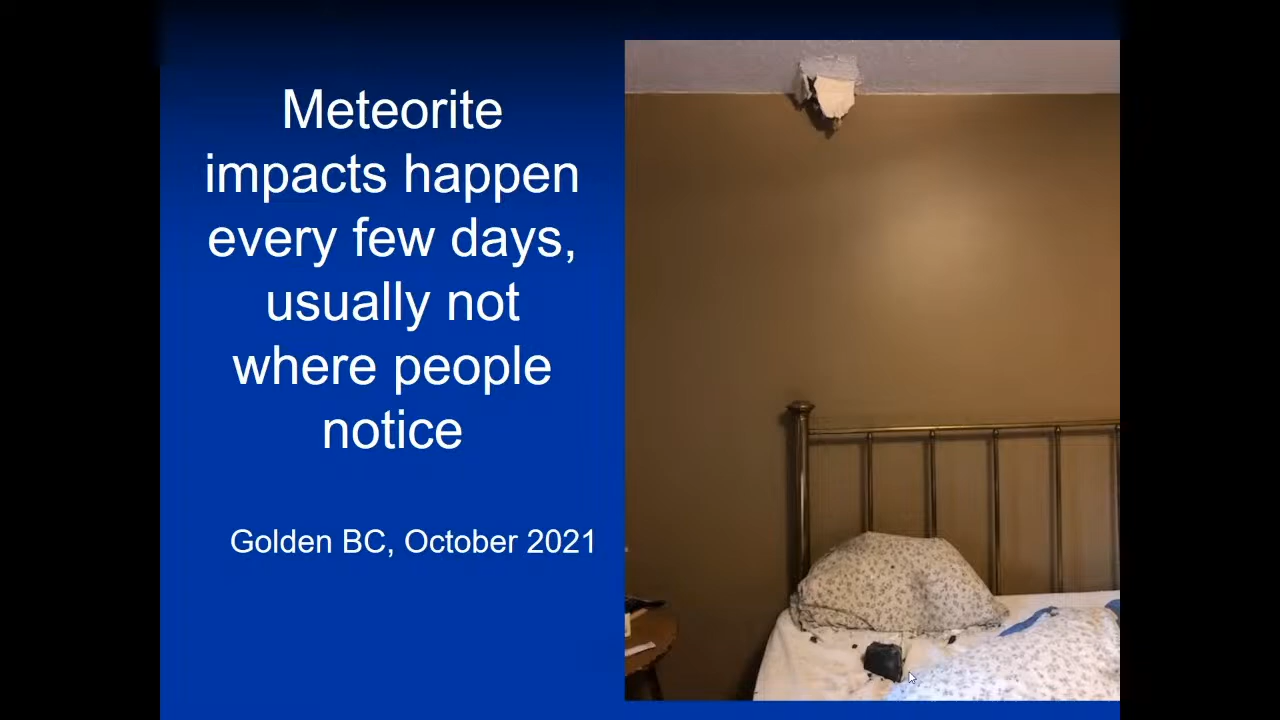 Meteorite
impacts happen
every few days,
usually not
where people
notice
Golden BC, October 2021